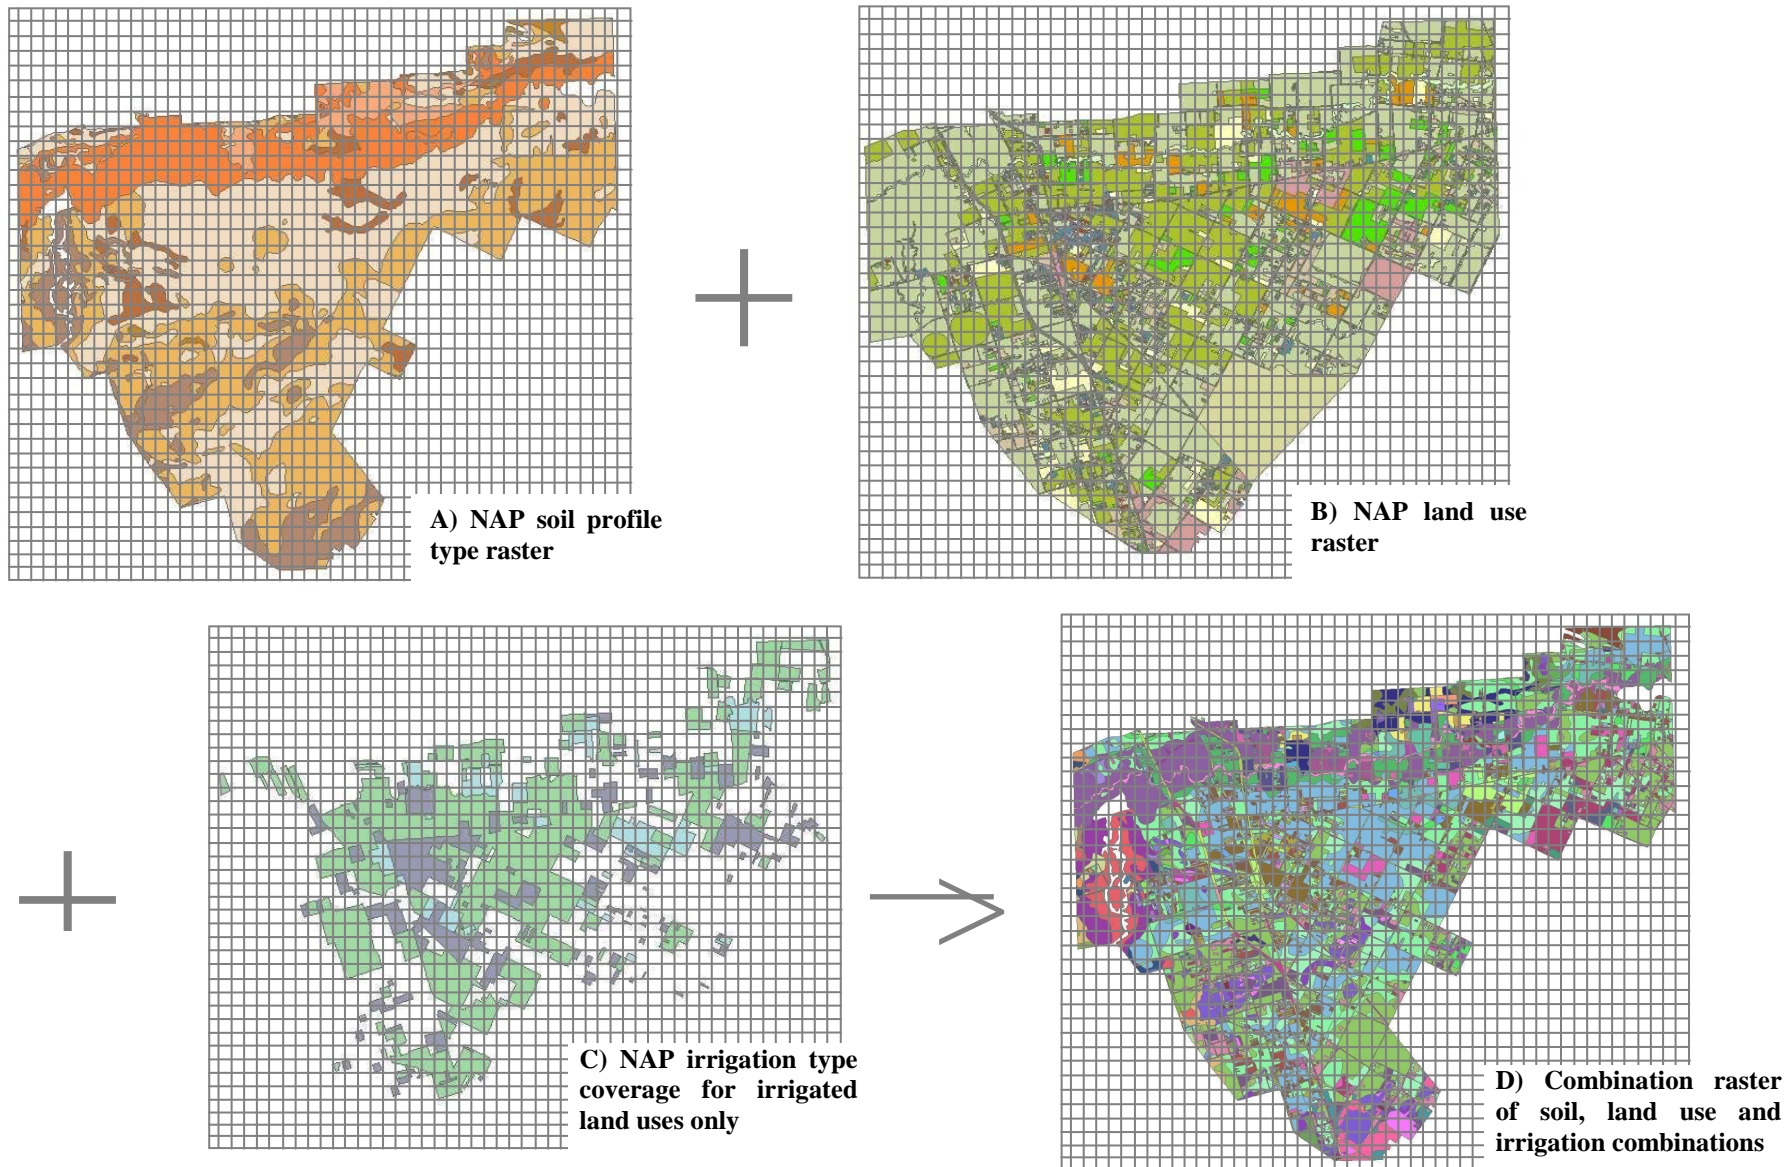 A) NAP soil profile
type raster
B) NAP land use
raster
C) NAP irrigation type
coverage for irrigated
land uses only
D) Combination raster
of soil, land use and
irrigation combinations